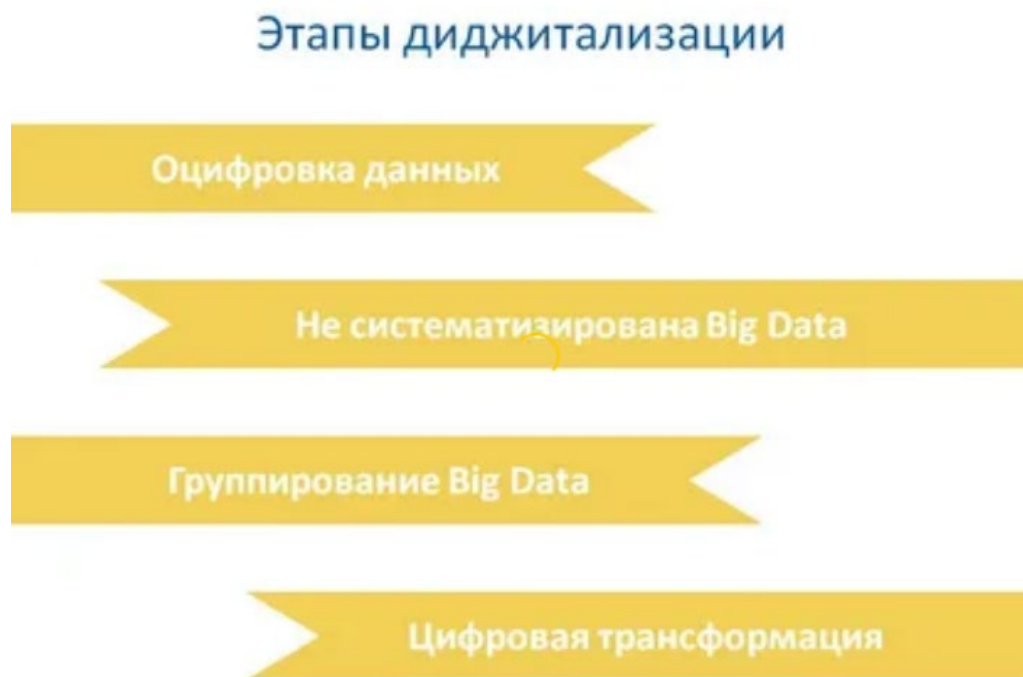 Этапы диджитализации
Оцифровка данных
Не систематизирована Big Data
Группирование Big Data
Цифровая трансформация